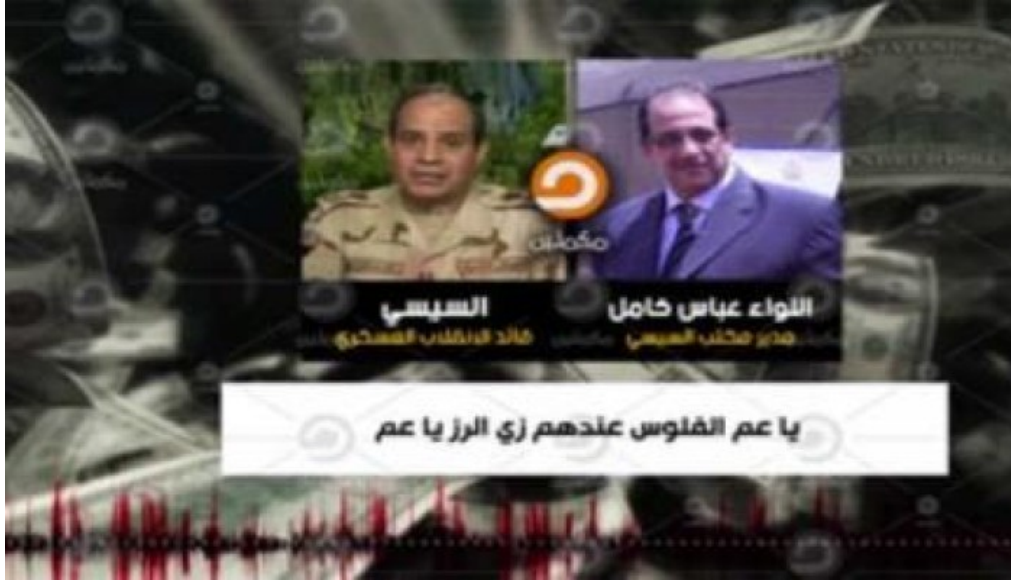 مكملين
اللواء عباس كامل
مدير مكتب السيسي
السيسي
قائد الانقلاب العسكري
يا عم الفلوس عندهم زي الرز يا عم